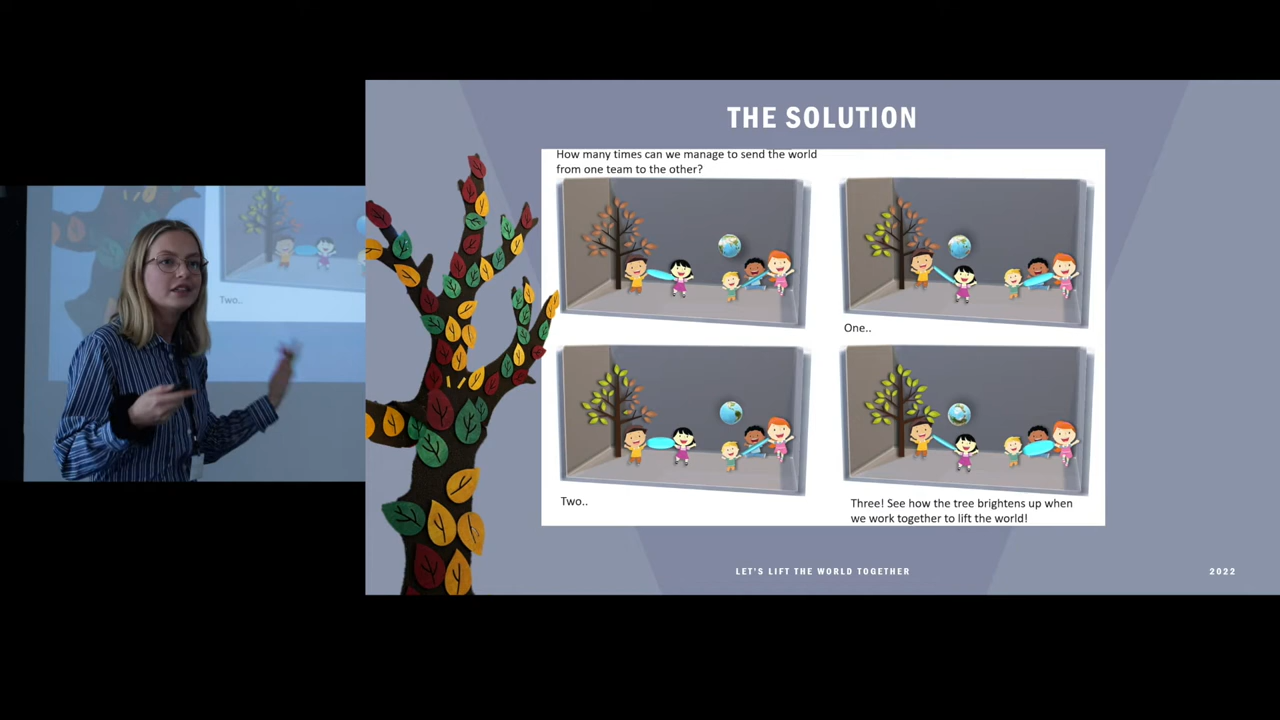 THE SOLUTION
How many times can we manage to send the world
from one team to the other?
One..
Two..
Three! See how the tree brightens up when
we work together to lift the world!
LET'S LIFT THE WORLD TOGETHER
2022
Two..